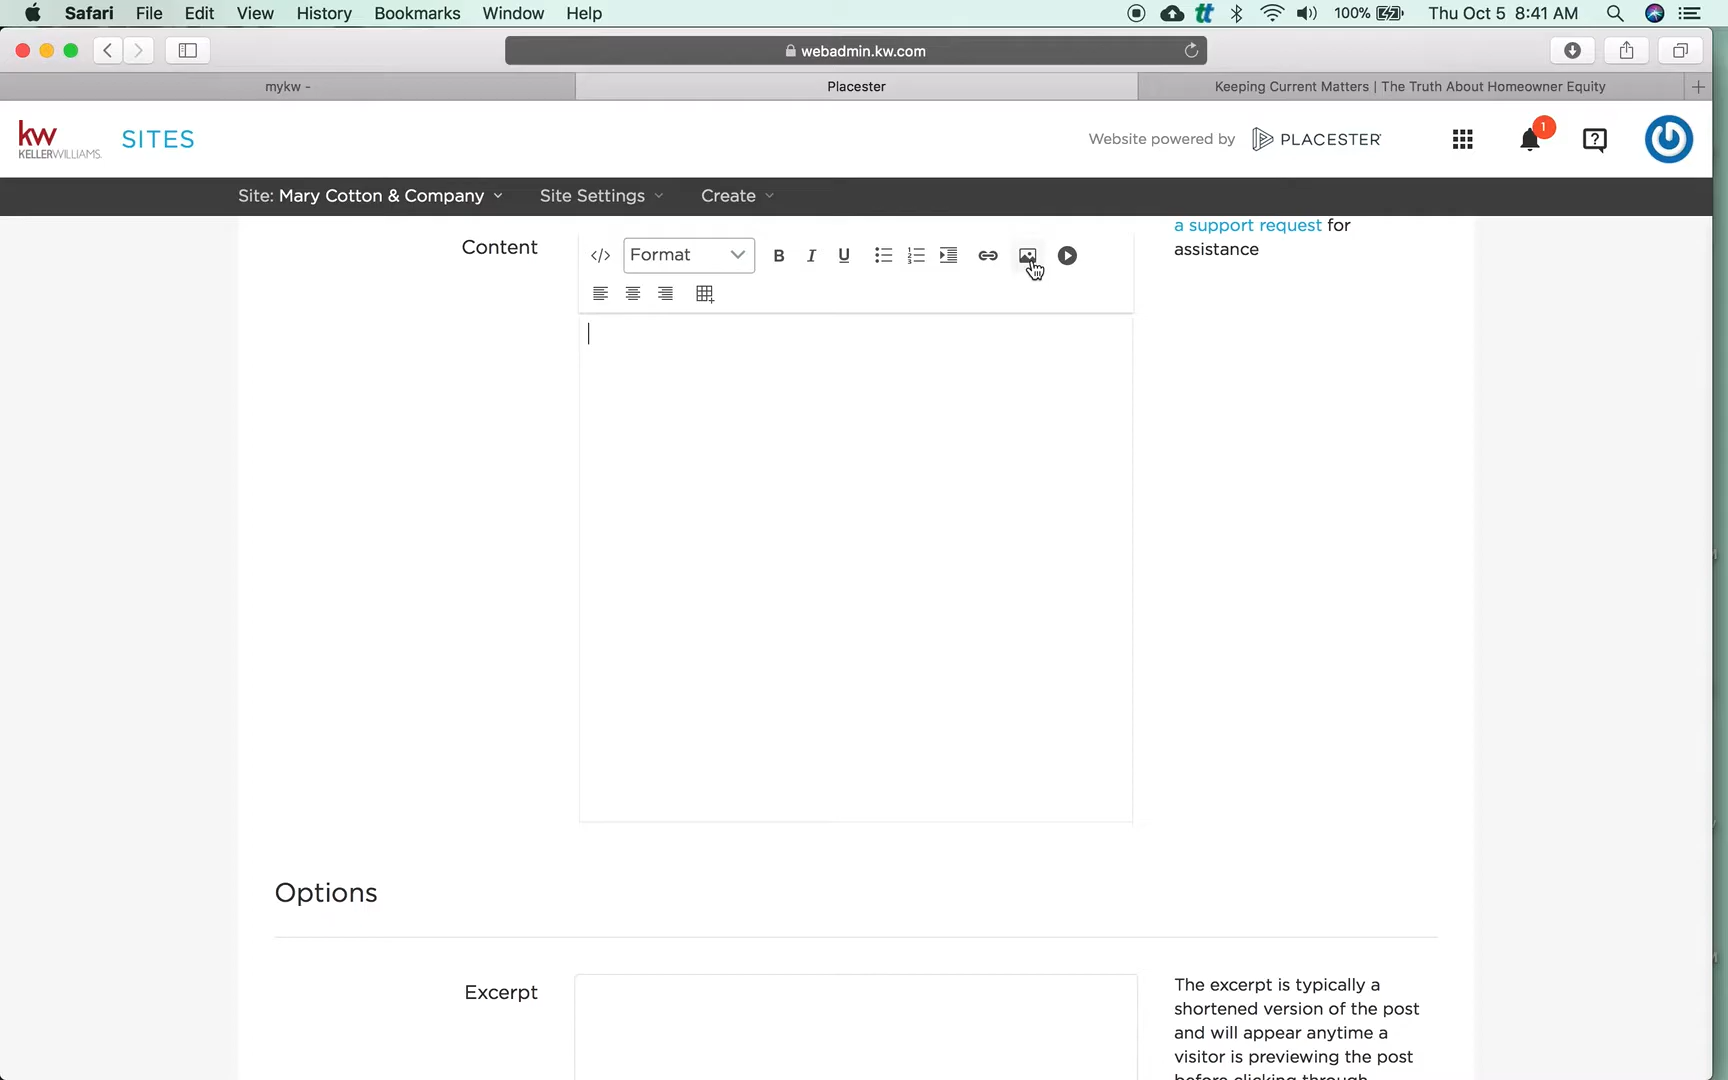 Safari File Edit View History Bookmarks Window Help 100% Thu Oct 5 8:41 AM
webadmin.kw.com
mykw - Placester Keeping Current Matters | The Truth About Homeowner Equity
kw KELLERWILLIAMS. SITES Website powered by PLACESTER 1
Site: Mary Cotton & Company Site Settings Create
a support request for
assistance
Content Format B I U
Options
Excerpt
The excerpt is typically a
shortened version of the post
and will appear anytime a
visitor is previewing the post
before clicking through